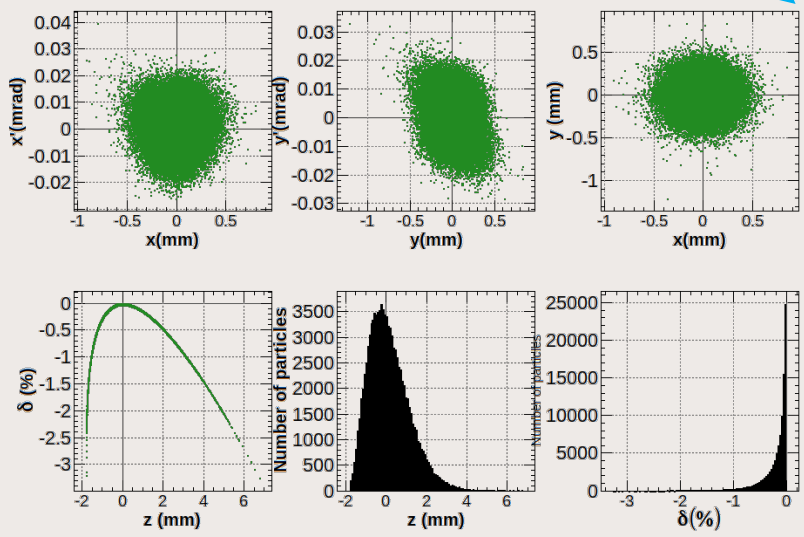 0.04
0.03
0.02
0.01
0
-0.01
-0.02
x'(mrad)
-1 -0.5 0 0.5
x(mm)
0.03
0.02
0.01
0
-0.01
-0.02
-0.03
y'(mrad)
-1 -0.5 0 0.5
y(mm)
0.5
0
-0.5
-1
y (mm)
-1 -0.5 0 0.5
x(mm)
0
-0.5
-1
-1.5
-2
-2.5
-3
δ (%)
-2 0 2 4 6
z (mm)
3500
3000
2500
2000
1500
1000
500
0
Number of particles
-2 0 2 4 6
z (mm)
25000
20000
15000
10000
5000
0
Number of particles
-3 -2 -1 0
δ(%)